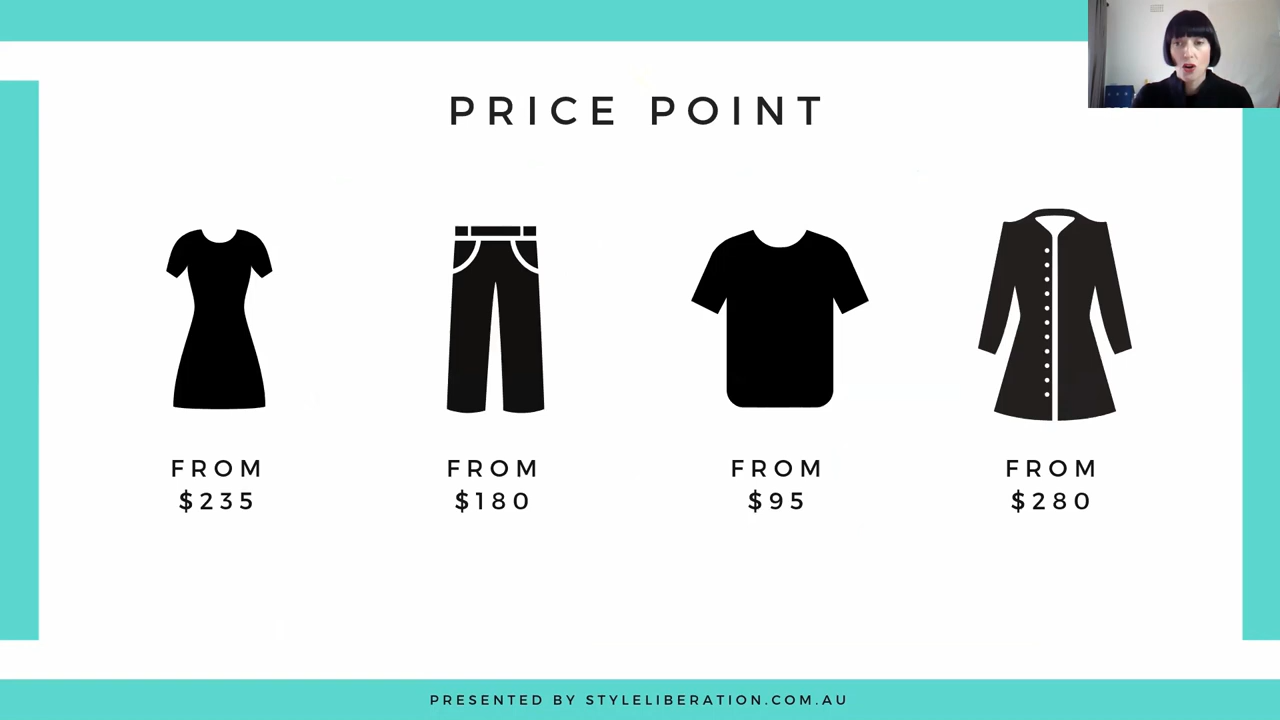 PRICE POINT
FROM
$235
FROM
$180
FROM
$95
FROM
$280
PRESENTED BY STYLELIBERATION.COM.AU